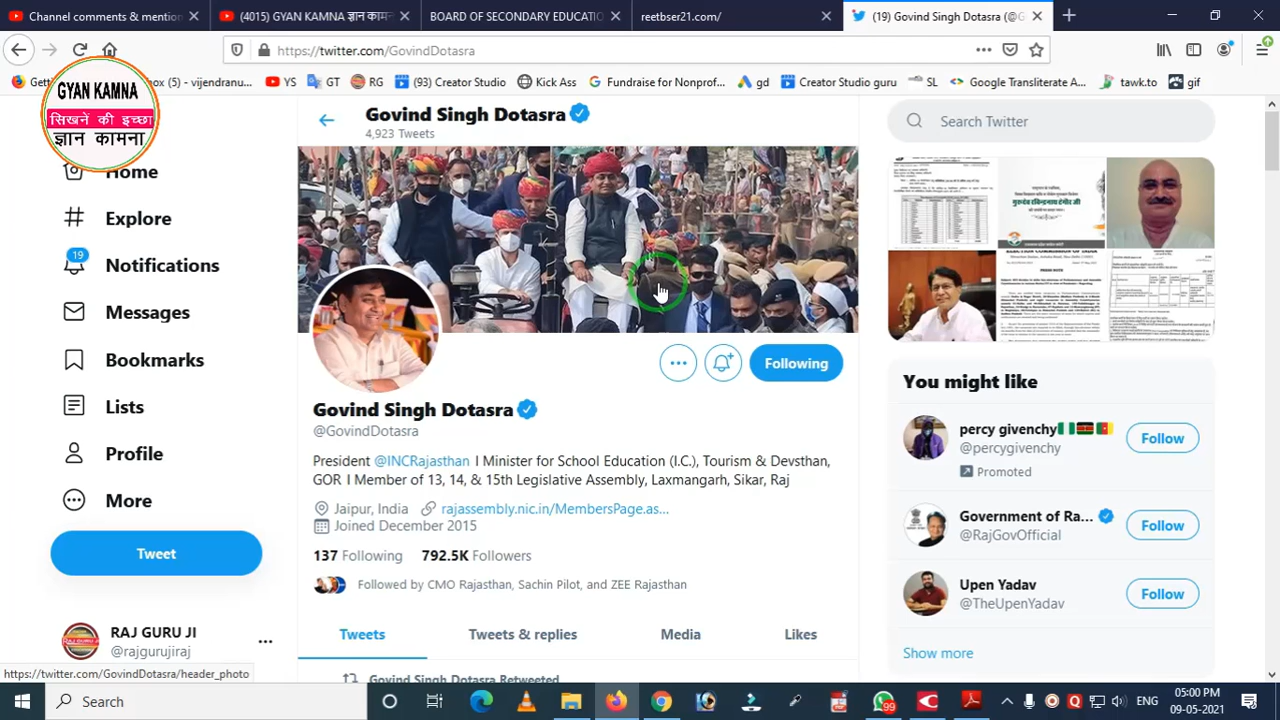 Channel comments & mention
(4015) GYAN KAMNA ज्ञान काम
BOARD OF SECONDARY EDUCATIO
reetbser21.com/
(19) Govind Singh Dotasra (@G
https://twitter.com/GovindDotasra
box (5) - vijendranu...
YS
GT
RG
(93) Creator Studio
Kick Ass
Fundraise for Nonprof...
gd
Creator Studio guru
SL
Google Transliterate A...
tawk.to
gif
GYAN KAMNA
सिखनें की इच्छा
ज्ञान कामना
Home
Explore
19
Notifications
Messages
Bookmarks
Lists
Profile
More
Tweet
RAJ GURU JI
@rajgurujiraj
https://twitter.com/GovindDotasra/header_photo
Govind Singh Dotasra
4,923 Tweets
Following
Govind Singh Dotasra
@GovindDotasra
President @INCRajasthan I Minister for School Education (I.C.), Tourism & Devsthan,
GOR I Member of 13, 14, & 15th Legislative Assembly, Laxmangarh, Sikar, Raj
Jaipur, India rajassembly.nic.in/MembersPage.as...
Joined December 2015
137 Following 792.5K Followers
Followed by CMO Rajasthan, Sachin Pilot, and ZEE Rajasthan
Tweets
Tweets & replies
Media
Likes
Govind Singh Dotasra Retweeted
Search Twitter
You might like
percy givenchy
@percygivenchy
Promoted
Follow
Government of Ra...
@RajGovOfficial
Follow
Upen Yadav
@TheUpenYadav
Follow
Show more
Search
99
ENG
05:00 PM
09-05-2021